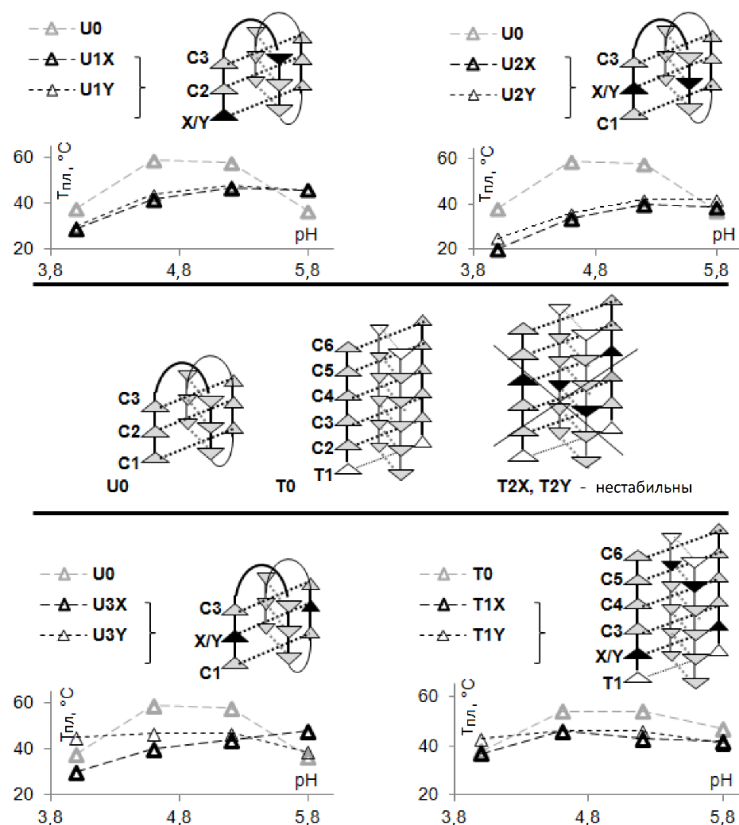 U0
U1X
U1Y
C3
C2
X/Y
Tпл, °C
60
40
20
3,8
4,8
5,8
pH
U0
U2X
U2Y
C3
X/Y
C1
Tпл, °C
60
40
20
3,8
4,8
5,8
pH
C3
C2
C1
U0
C6
C5
C4
C3
C2
T1
T0
T2X, T2Y - нестабильны
U0
U3X
U3Y
C3
X/Y
C1
Tпл, °C
60
40
20
3,8
4,8
5,8
pH
T0
T1X
T1Y
C6
C5
C4
C3
X/Y
T1
Tпл, °C
60
40
20
3,8
4,8
5,8
pH